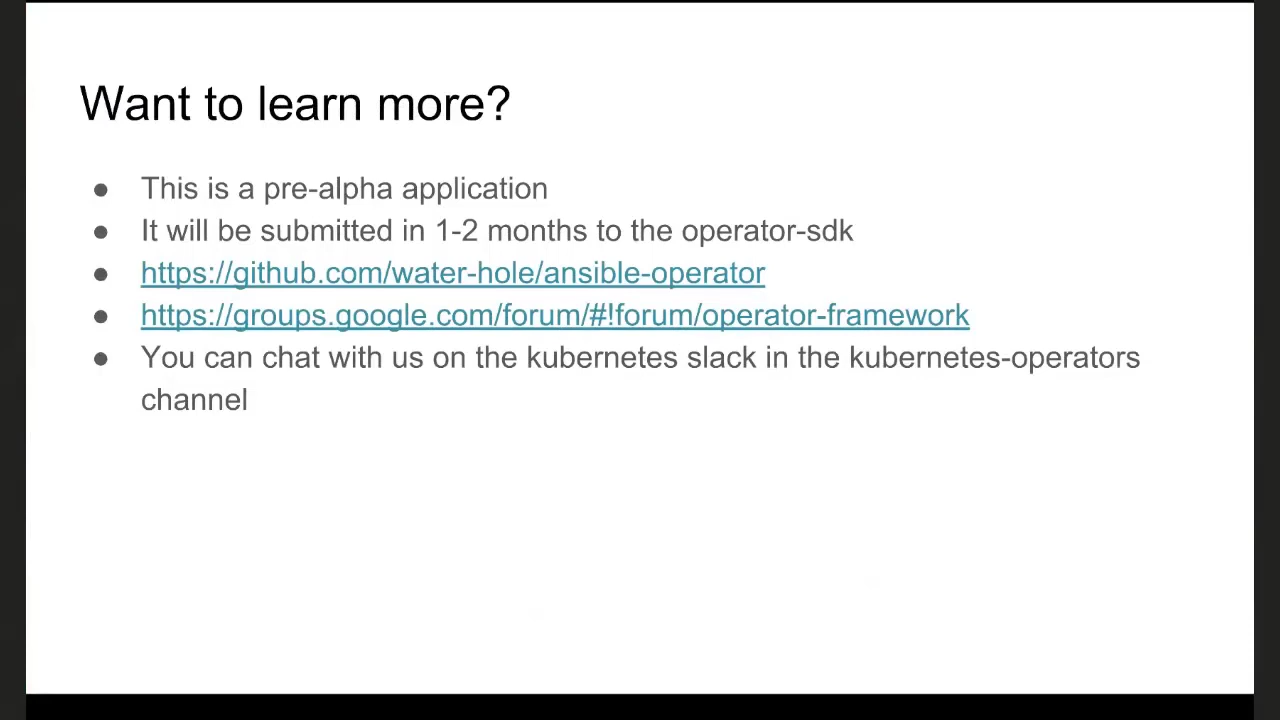 Want to learn more?
● This is a pre-alpha application
● It will be submitted in 1-2 months to the operator-sdk
● https://github.com/water-hole/ansible-operator
● https://groups.google.com/forum/#!forum/operator-framework
● You can chat with us on the kubernetes slack in the kubernetes-operators
channel